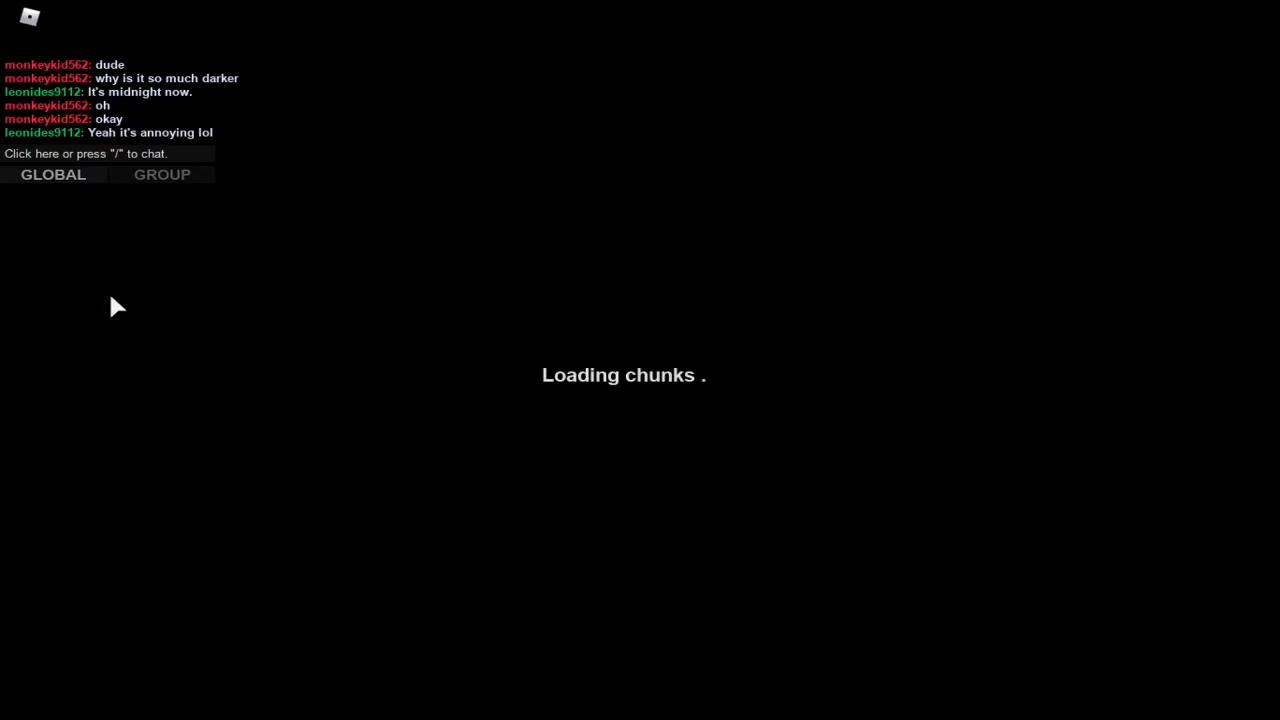 monkeykid562: dude
monkeykid562: why is it so much darker
leonides9112: It's midnight now.
monkeykid562: oh
monkeykid562: okay
leonides9112: Yeah it's annoying lol
Click here or press "/" to chat.
GLOBAL GROUP
Loading chunks .